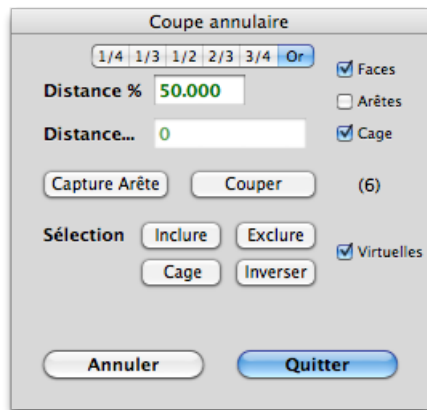 Coupe annulaire
1/4 1/3 1/2 2/3 3/4 Or
Faces
Distance % 50.000
Arêtes
Distance... 0
Cage
Capture Arête Couper (6)
Sélection Inclure Exclure
Virtuelles
Cage Inverser
Annuler Quitter